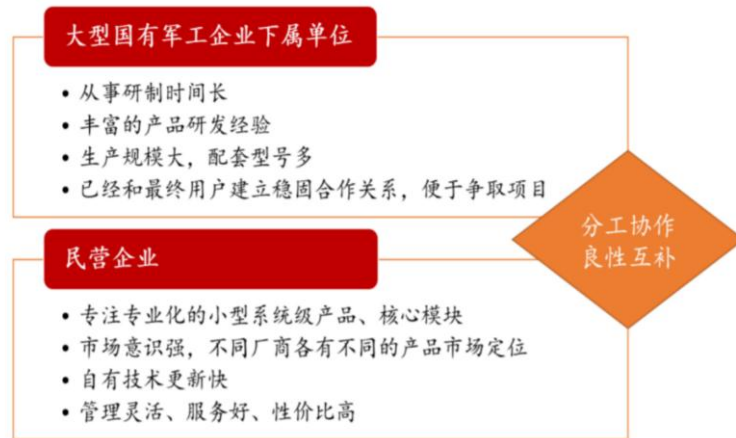 大型国有军工企业下属单位
• 从事研制时间长
• 丰富的产品研发经验
• 生产规模大，配套型号多
• 已经和最终用户建立稳固合作关系，便于争取项目
分工协作
良性互补
民营企业
• 专注专业化的小型系统级产品、核心模块
• 市场意识强，不同厂商各有不同的产品市场定位
• 自有技术更新快
• 管理灵活、服务好、性价比高